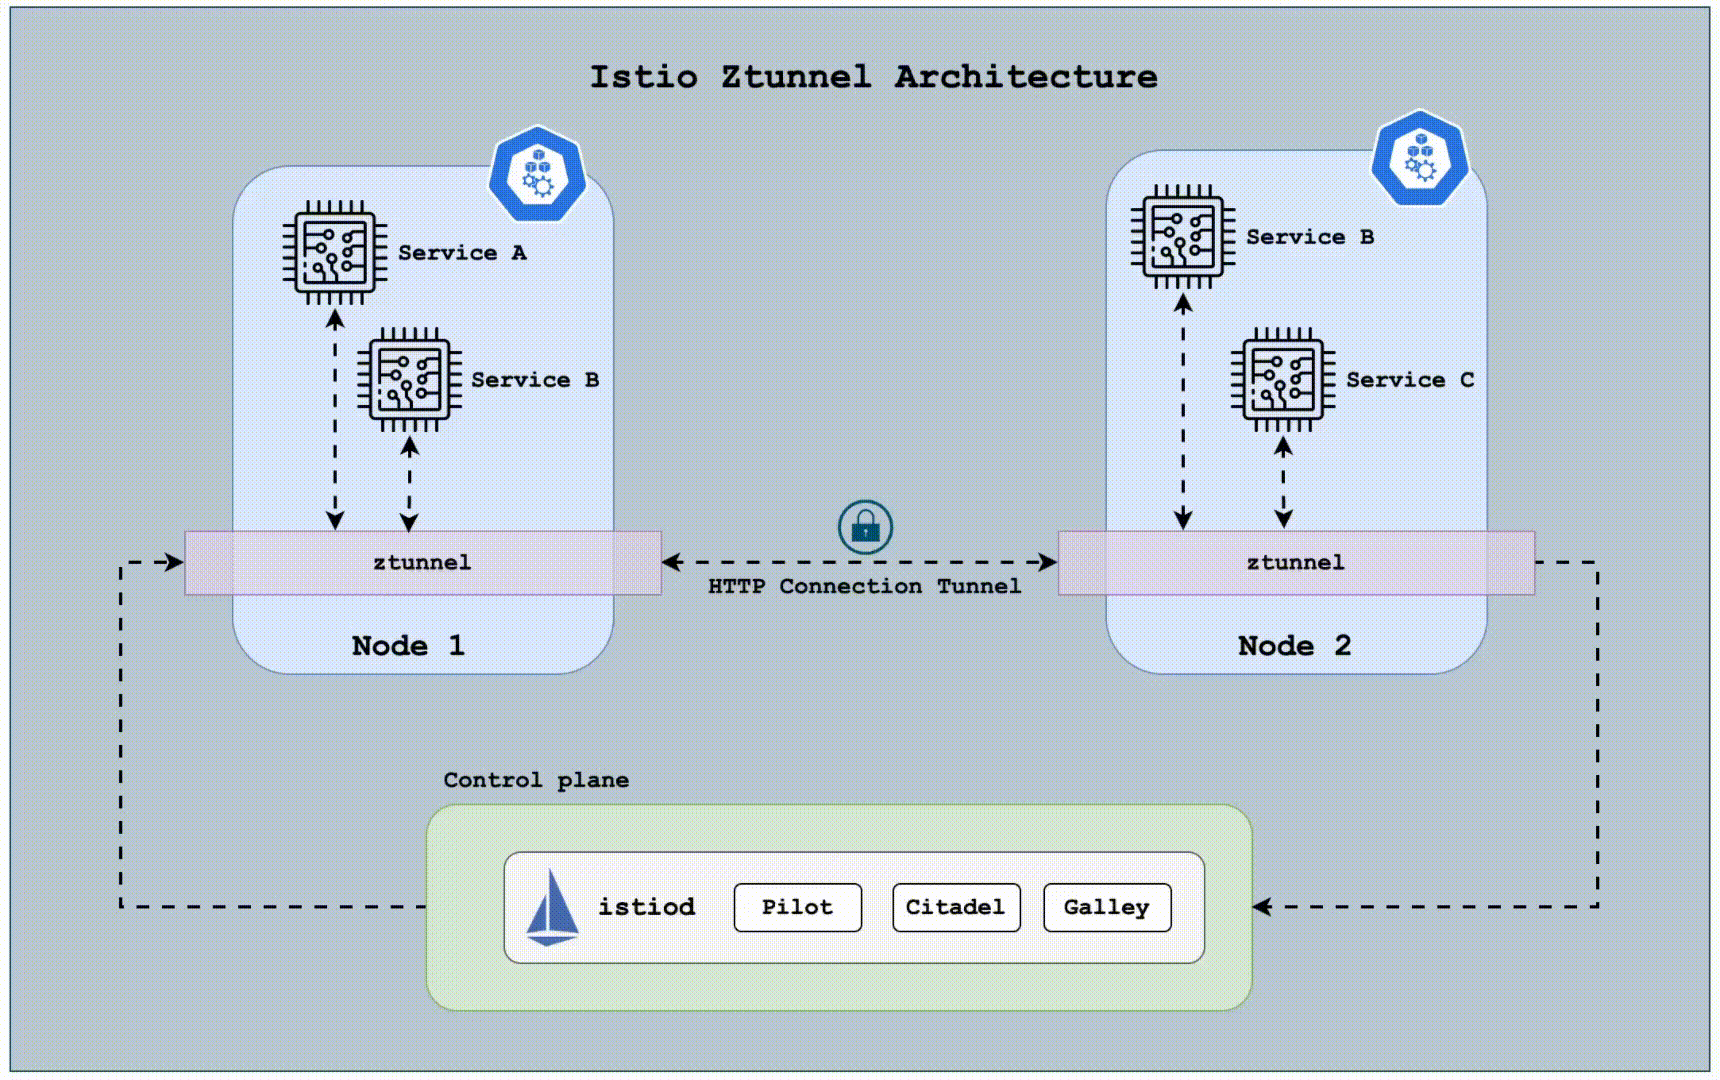 Istio Ztunnel Architecture
Service A
Service B
Service B
Service C
ztunnel
HTTP Connection Tunnel
ztunnel
Node 1
Node 2
Control plane
istiod
Pilot
Citadel
Galley